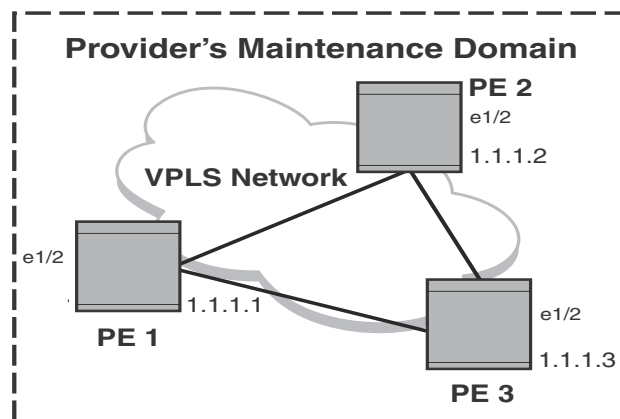 Provider's Maintenance Domain
PE 2
e1/2
1.1.1.2
VPLS Network
e1/2
1.1.1.1
PE 1
e1/2
1.1.1.3
PE 3